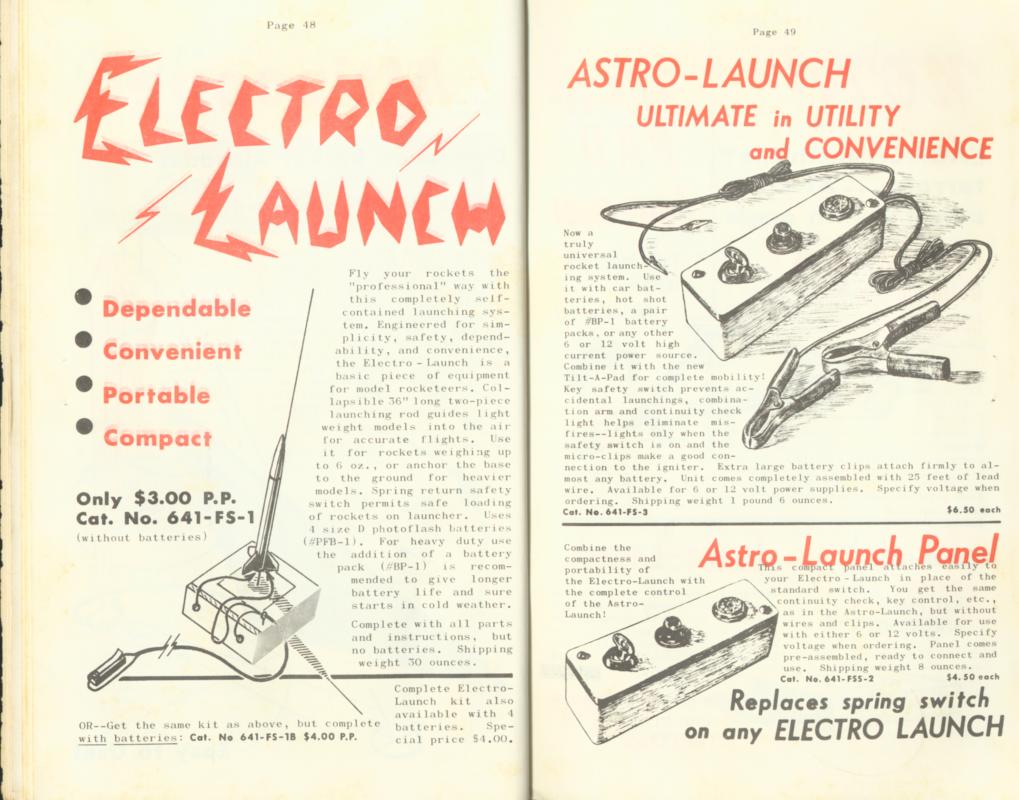 Page 48
ELECTRO
LAUNCH
Dependable
Convenient
Portable
Compact
Only $3.00 P.P.
Cat. No. 641-FS-1
(without batteries)
Fly your rockets the
"professional" way with
this completely self-
contained launching sys-
tem. Engineered for sim-
plicity, safety, depend-
ability, and convenience,
the Electro-Launch is a
basic piece of equipment
for model rocketeers. Col-
lapsible 36" long two-piece
launching rod guides light
weight models into the air
for accurate flights. Use
it for rockets weighing up
to 6 oz., or anchor the base
to the ground for heavier
models. Spring return safety
switch permits safe loading
of rockets on launcher. Uses
4 size D photoflash batteries
(#PFB-1). For heavy duty use
the addition of a battery
pack (#BP-1) is recom-
mended to give longer
battery life and sure
starts in cold weather.
Complete with all parts
and instructions, but
no batteries. Shipping
weight 30 ounces.
OR--Get the same kit as above, but complete
with batteries: Cat. No 641-FS-1B $4.00 P.P.
Complete Electro-
Launch kit also
available with 4
batteries. Spe-
cial price $4.00.
Page 49
ASTRO-LAUNCH
ULTIMATE in UTILITY
and CONVENIENCE
Now a
truly
universal
rocket launch-
ing system. Use
it with car bat-
teries, hot shot
batteries, a pair
of #BP-1 battery
packs, or any other
6 or 12 volt high
current power source.
Combine it with the new
Tilt-A-Pad for complete mobility!
Key safety switch prevents ac-
cidental launchings, combina-
tion arm and continuity check
light helps eliminate mis-
fires--lights only when the
safety switch is on and the
micro-clips make a good con-
nection to the igniter. Extra large battery clips attach firmly to al-
most any battery. Unit comes completely assembled with 25 feet of lead
wire. Available for 6 or 12 volt power supplies. Specify voltage when
ordering. Shipping weight 1 pound 6 ounces.
Cat. No. 641-FS-3 $6.50 each
Astro-Launch Panel
Combine the
compactness and
portability of
the Electro-Launch with
the complete control
of the Astro-
Launch!
This compact panel attaches easily to
your Electro-Launch in place of the
standard switch. You get the same
continuity check, key control, etc.,
as in the Astro-Launch, but without
wires and clips. Available for use
with either 6 or 12 volts. Specify
voltage when ordering. Panel comes
pre-assembled, ready to connect and
use. Shipping weight 8 ounces.
Cat. No. 641-FSS-2 $4.50 each
Replaces spring switch
on any ELECTRO LAUNCH